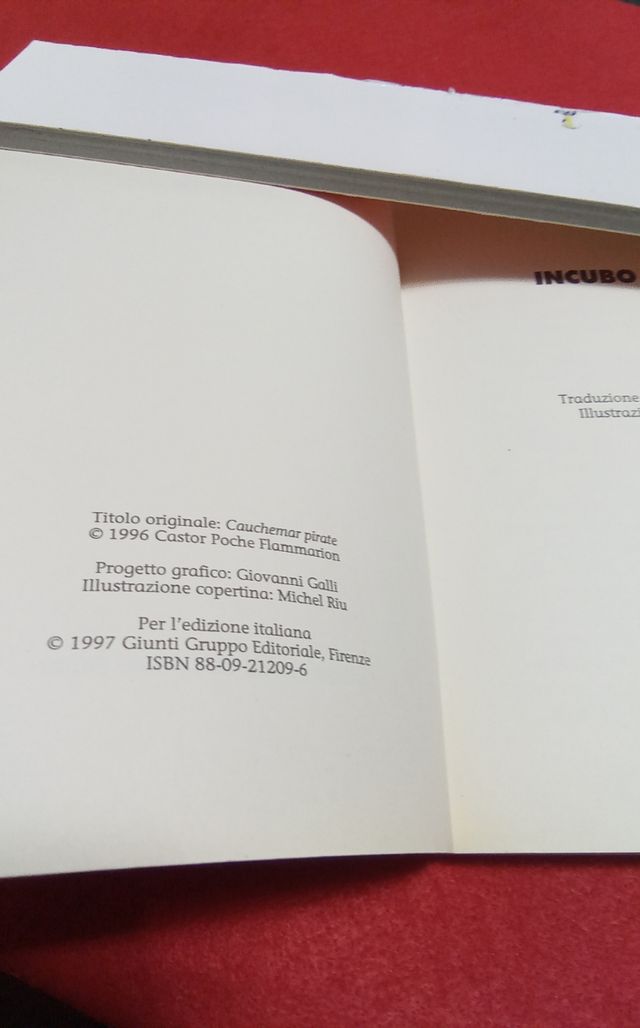 Titolo originale: Cauchemar pirate
© 1996 Castor Poche Flammarion
Progetto grafico: Giovanni Galli
Illustrazione copertina: Michel Riu
Per l'edizione italiana
© 1997 Giunti Gruppo Editoriale, Firenze
ISBN 88-09-21209-6
INCUBO
Traduzione
Illustrazi